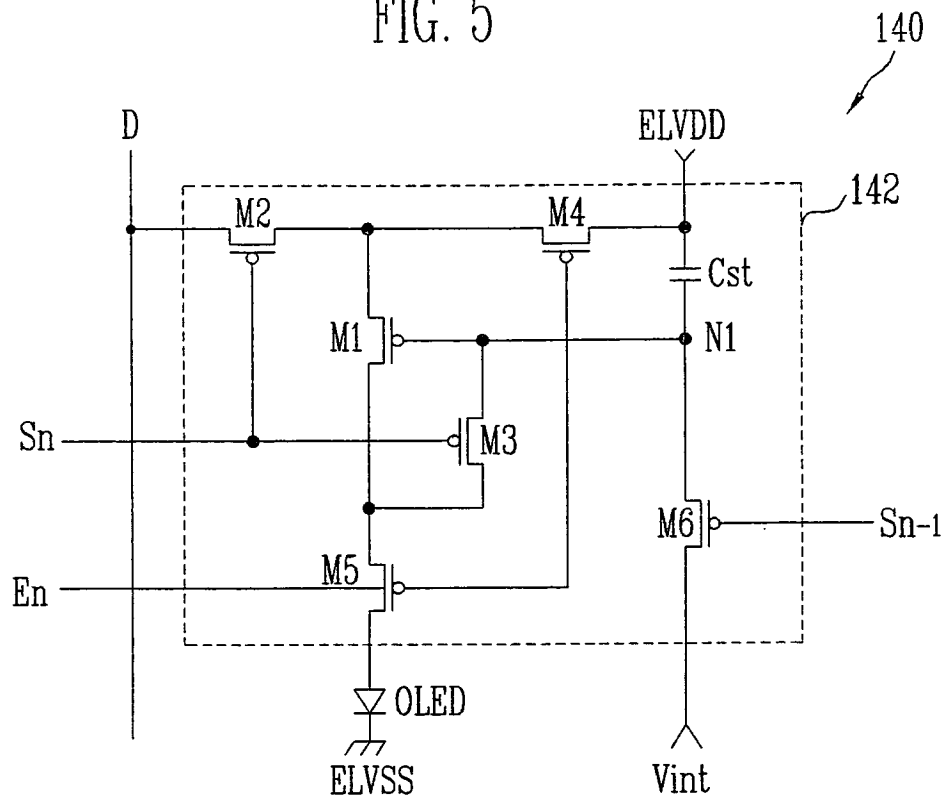 FIG. 5
140
D
ELVDD
142
M2
M4
Cst
M1
N1
Sn
M3
M6
Sn-1
En
M5
OLED
ELVSS
Vint